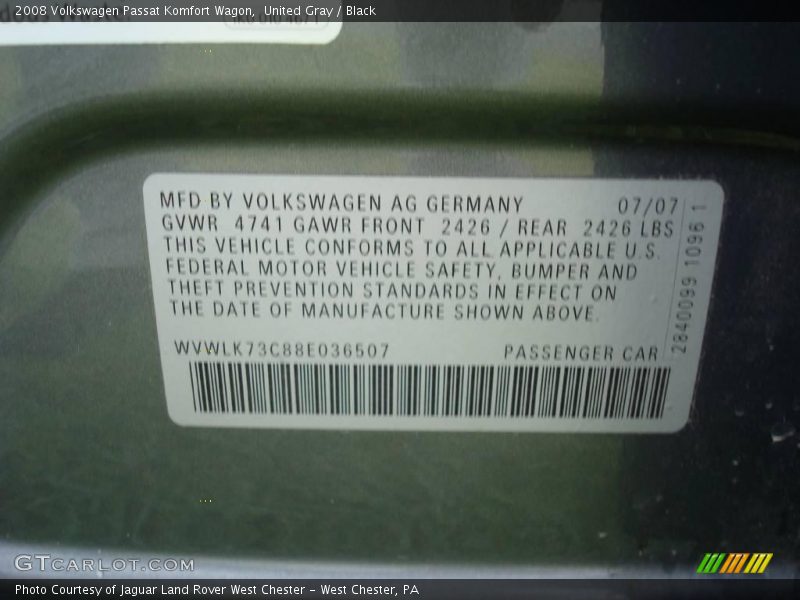 2008 Volkswagen Passat Komfort Wagon, United Gray / Black
MFD BY VOLKSWAGEN AG GERMANY 07/07
GVWR 4741 GAWR FRONT 2426 / REAR 2426 LBS
THIS VEHICLE CONFORMS TO ALL APPLICABLE U.S.
FEDERAL MOTOR VEHICLE SAFETY, BUMPER AND
THEFT PREVENTION STANDARDS IN EFFECT ON
THE DATE OF MANUFACTURE SHOWN ABOVE.
WVWLK73C88E036507 PASSENGER CAR
2840099 1096 1
GTCARLOT.COM
Photo Courtesy of Jaguar Land Rover West Chester - West Chester, PA